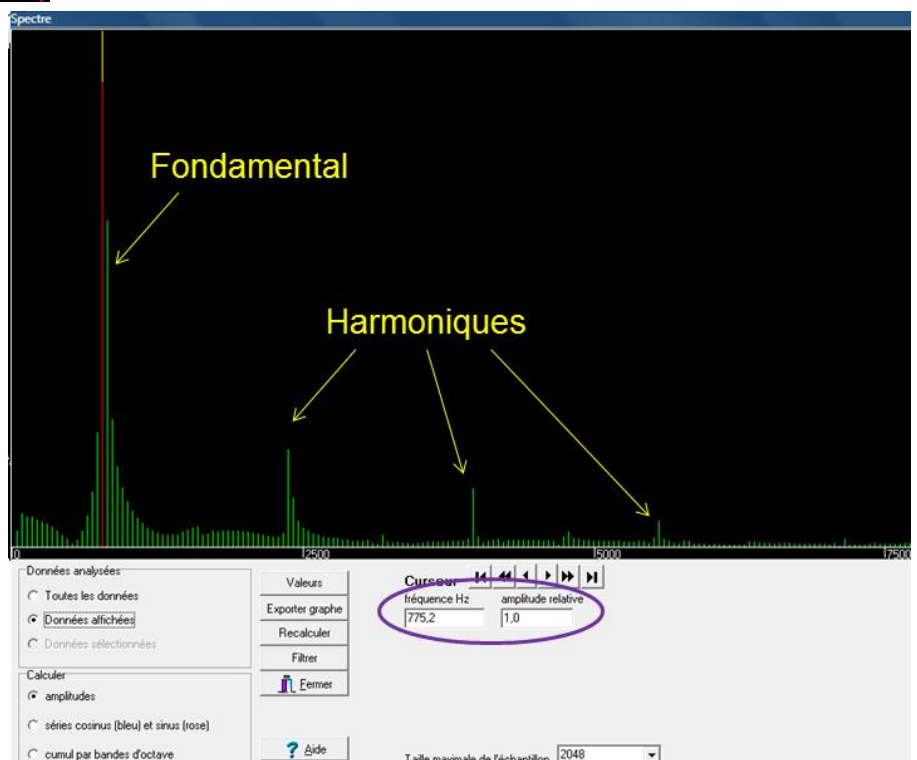 Spectre
Fondamental
Harmoniques
0 2500 5000 7500
Données analysées
Toutes les données
Données affichées
Données sélectionnées
Calculer
amplitudes
séries cosinus (bleu) et sinus (rose)
cumul par bandes d'octave
Valeurs
Exporter graphe
Recalculer
Filtrer
Fermer
? Aide
Curseur
fréquence Hz amplitude relative
775,2 1,0
Taille maximale de l'échantillon 2048